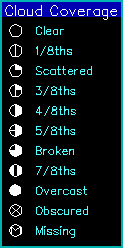 Cloud Coverage
Clear
1/8ths
Scattered
3/8ths
4/8ths
5/8ths
Broken
7/8ths
Overcast
Obscured
Missing